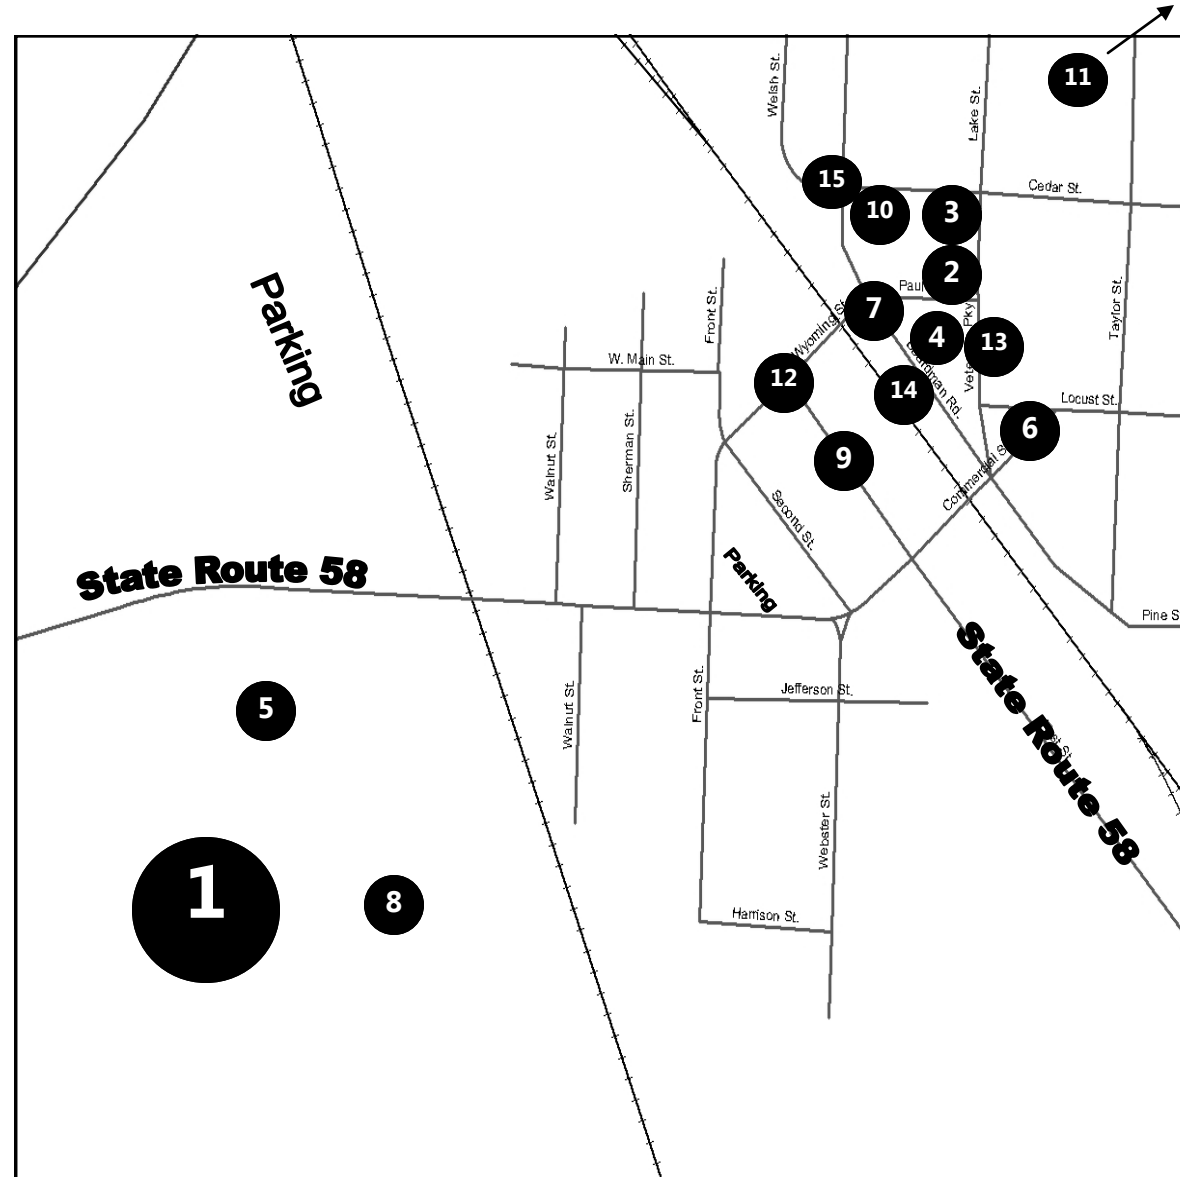 11
Welsh St.
Lake St.
15
Cedar St.
10
3
2
Parking
7
Taylor St.
Front St.
Wyoming St.
4
13
W. Main St.
12
14
Locust St.
6
Walnut St.
Sherman St.
9
Commercial St
Second St.
State Route 58
Parking
Pine S
State Route 58
Front St.
Jefferson St.
Walnut St.
5
Webster St.
1
8
Harrison St.